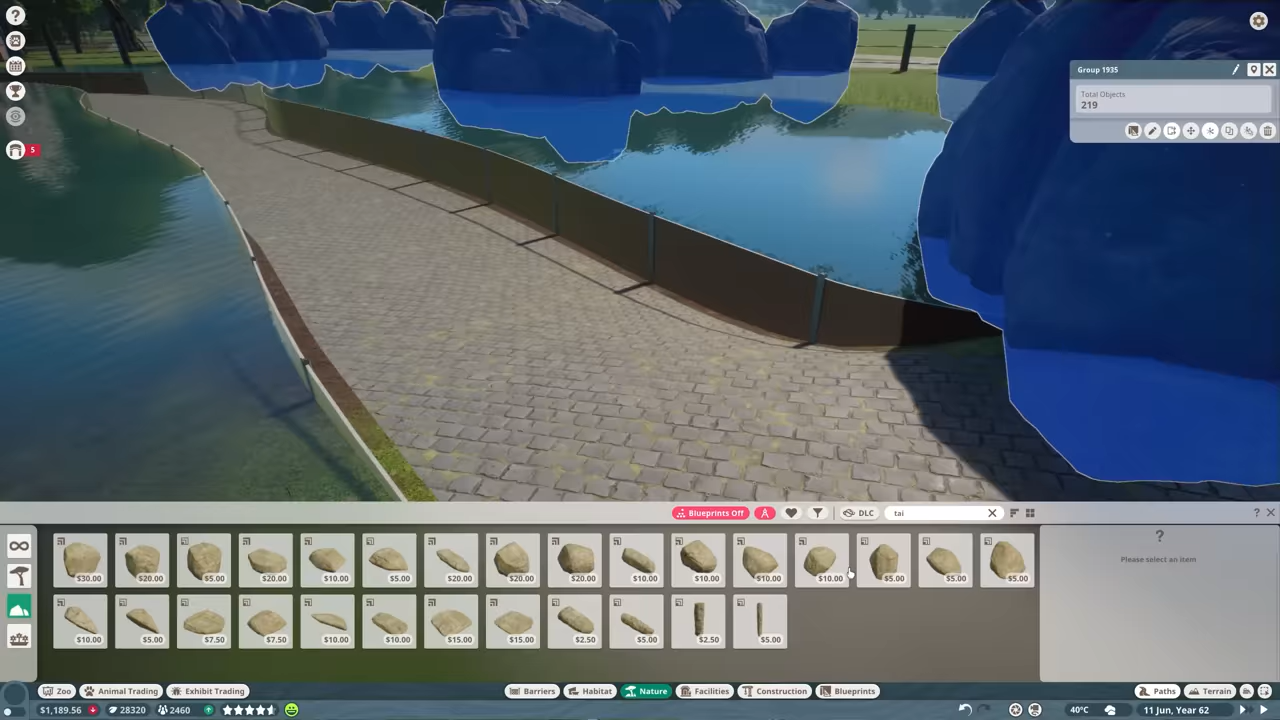 ?
5
Group 1935
Total Objects
219
Blueprints Off
DLC
tai
?
$30.00 $20.00 $5.00 $20.00 $10.00 $5.00 $20.00 $20.00 $20.00 $10.00 $10.00 $10.00 $10.00 $5.00 $5.00 $5.00
?
Please select an item
$10.00 $5.00 $7.50 $7.50 $10.00 $10.00 $15.00 $15.00 $2.50 $5.00 $2.50 $5.00
Zoo Animal Trading Exhibit Trading Barriers Habitat Nature Facilities Construction Blueprints Paths Terrain
$1,189.56 28320 2460 40°C 11 Jun, Year 62